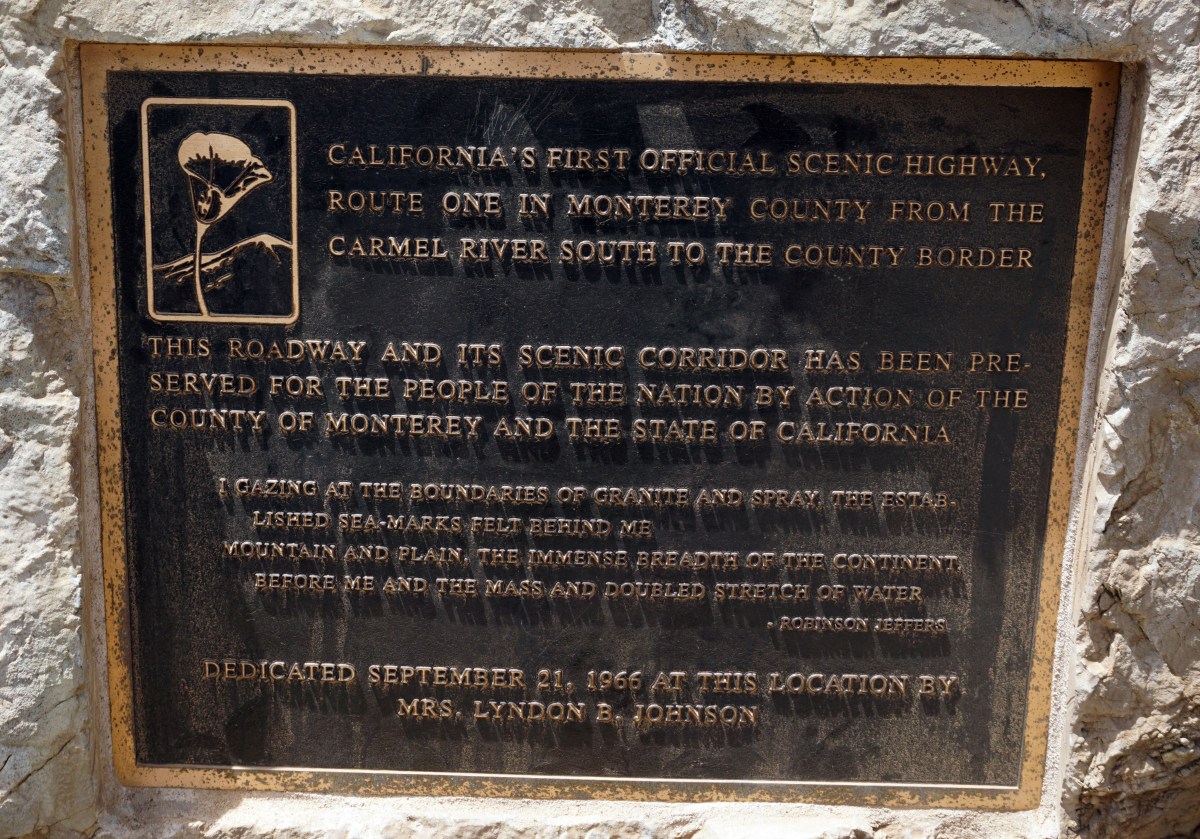 CALIFORNIA'S FIRST OFFICIAL SCENIC HIGHWAY,
ROUTE ONE IN MONTEREY COUNTY FROM THE
CARMEL RIVER SOUTH TO THE COUNTY BORDER
THIS ROADWAY AND ITS SCENIC CORRIDOR HAS BEEN PRE-
SERVED FOR THE PEOPLE OF THE NATION BY ACTION OF THE
COUNTY OF MONTEREY AND THE STATE OF CALIFORNIA
I GAZING AT THE BOUNDARIES OF GRANITE AND SPRAY, THE ESTAB-
LISHED SEA-MARKS FELT BEHIND ME
MOUNTAIN AND PLAIN, THE IMMENSE BREADTH OF THE CONTINENT,
BEFORE ME AND THE MASS AND DOUBLED STRETCH OF WATER
- ROBINSON JEFFERS
DEDICATED SEPTEMBER 21, 1966 AT THIS LOCATION BY
MRS. LYNDON B. JOHNSON